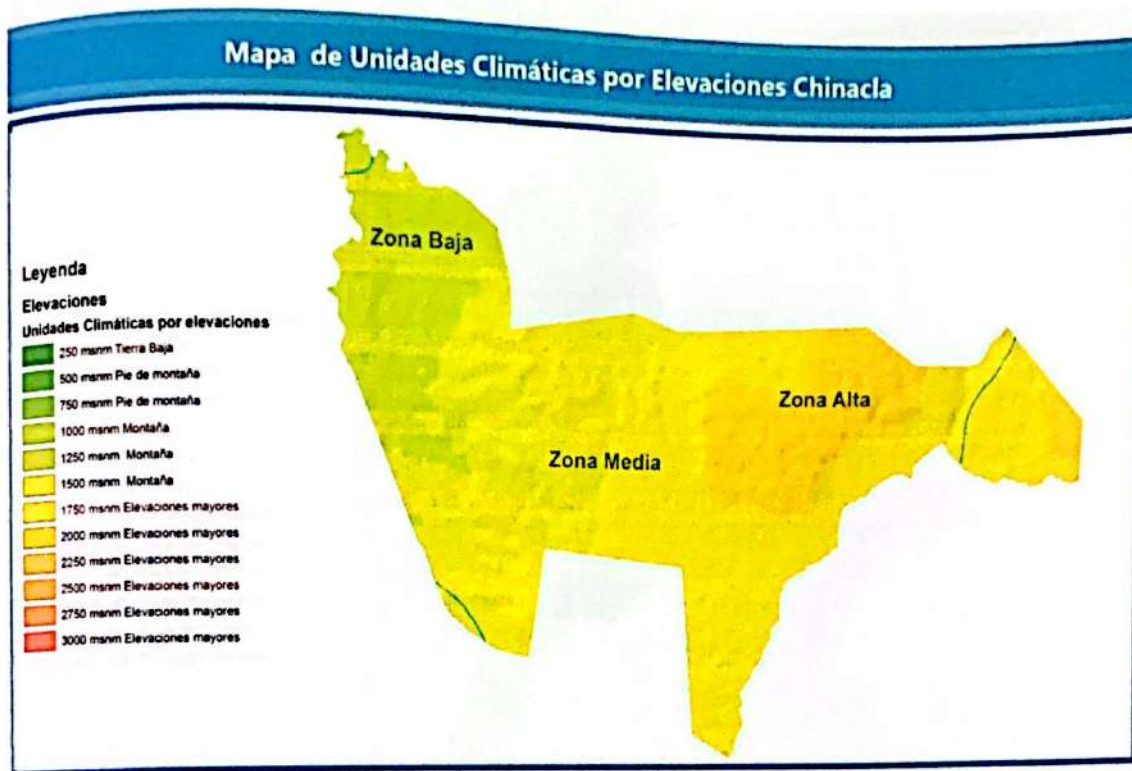 Mapa de Unidades Climáticas por Elevaciones Chinacla
Zona Baja
Zona Alta
Zona Media
Leyenda
Elevaciones
Unidades Climáticas por elevaciones
250 msnm Tierra Baja
500 msnm Pie de montaña
750 msnm Pie de montaña
1000 msnm Montaña
1250 msnm Montaña
1500 msnm Montaña
1750 msnm Elevaciones mayores
2000 msnm Elevaciones mayores
2250 msnm Elevaciones mayores
2500 msnm Elevaciones mayores
2750 msnm Elevaciones mayores
3000 msnm Elevaciones mayores